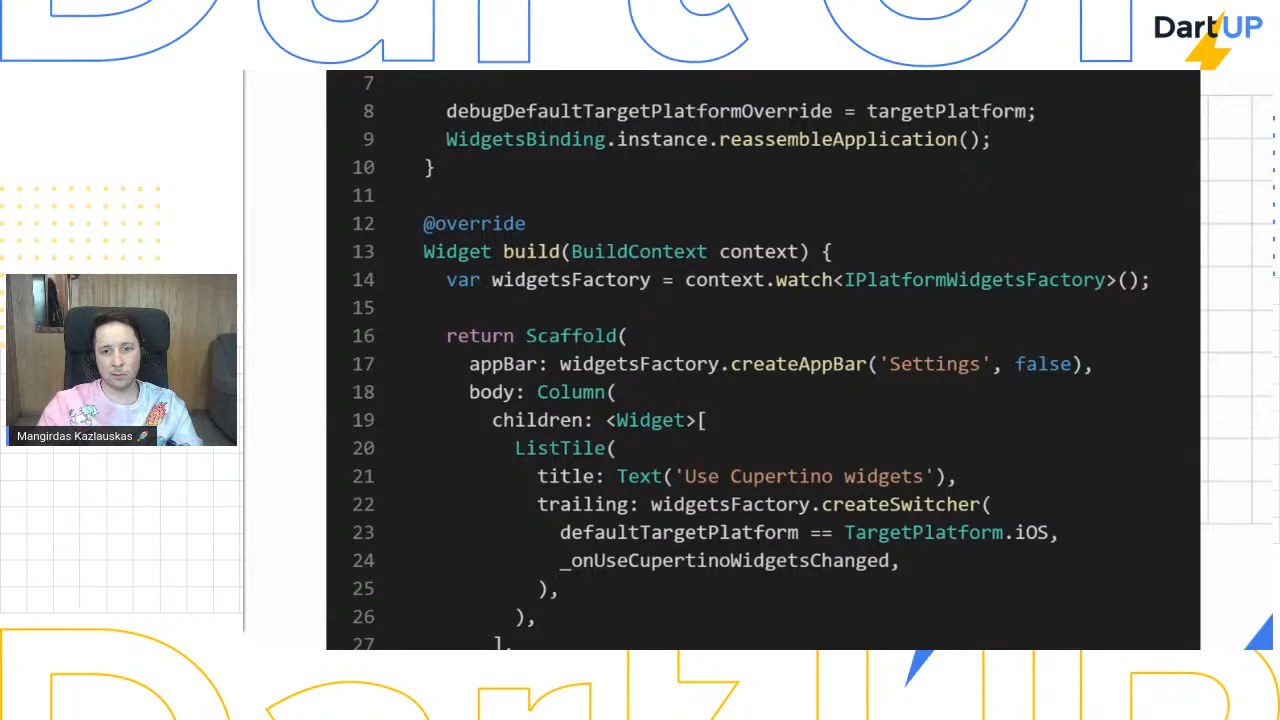 DartUP
7
8 debugDefaultTargetPlatformOverride = targetPlatform;
9 WidgetsBinding.instance.reassembleApplication();
10 }
11
12 @override
13 Widget build(BuildContext context) {
14 var widgetsFactory = context.watch<IPlatformWidgetsFactory>();
15
16 return Scaffold(
17 appBar: widgetsFactory.createAppBar('Settings', false),
18 body: Column(
19 children: <Widget>[
20 ListTile(
21 title: Text('Use Cupertino widgets'),
22 trailing: widgetsFactory.createSwitcher(
23 defaultTargetPlatform == TargetPlatform.iOS,
24 _onUseCupertinoWidgetsChanged,
25 ),
26 ),
27 ],
Mangirdas Kazlauskas 🚀